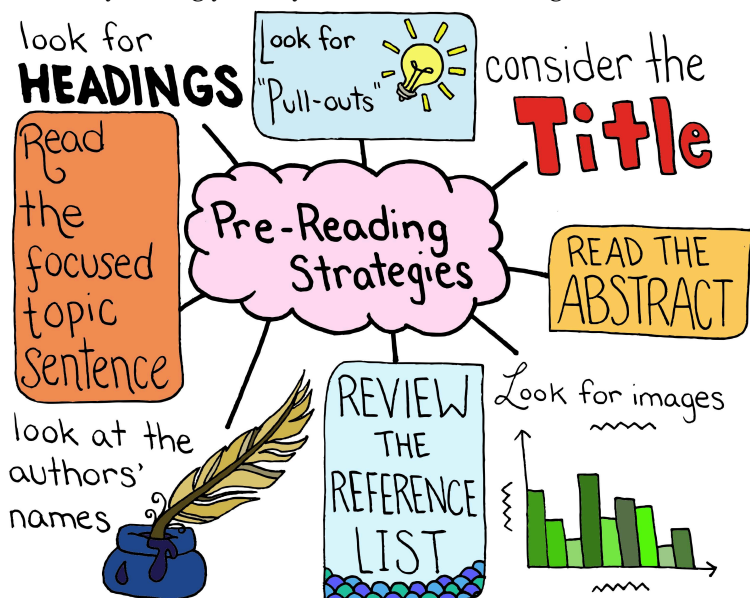 look for
HEADINGS
Look for
"Pull-outs"
consider the
Title
Read
the
focused
topic
sentence
Pre-Reading
Strategies
READ THE
ABSTRACT
look at the
authors'
names
REVIEW
THE
REFERENCE
LIST
Look for images